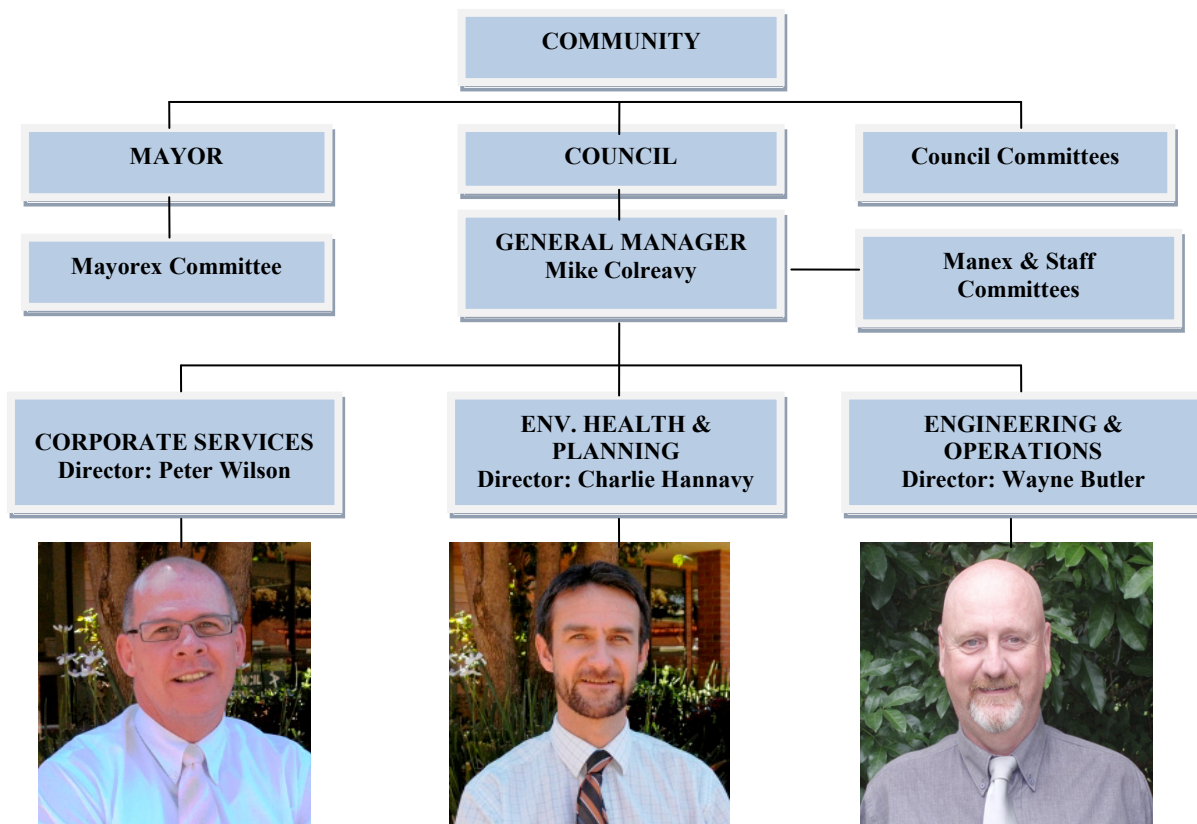 COMMUNITY
MAYOR
COUNCIL
Council Committees
Mayorex Committee
GENERAL MANAGER
Mike Colreavy
Manex & Staff
Committees
CORPORATE SERVICES
Director: Peter Wilson
ENV. HEALTH &
PLANNING
Director: Charlie Hannavy
ENGINEERING &
OPERATIONS
Director: Wayne Butler